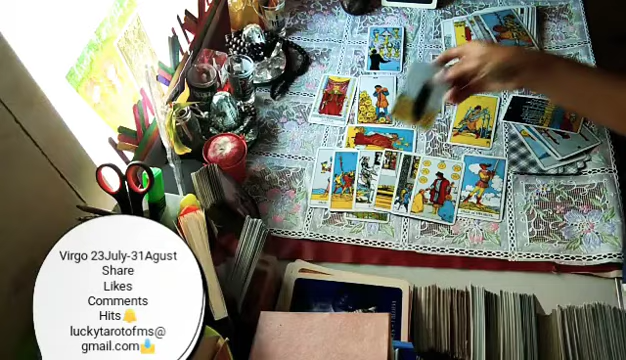 Virgo 23July-31Agust
Share
Likes
Comments
Hits🔔
luckytarotofms@
gmail.com📩